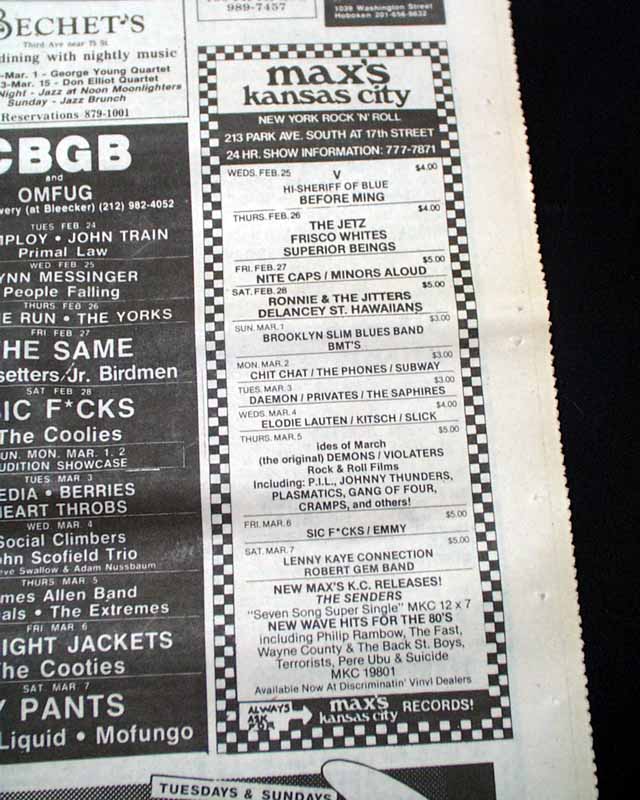 989-7457
1039 Washington Street
Hoboken 201-656-9632
BECHET'S
Third Ave near 75 St.
dining with nightly music
-Mar. 1 - George Young Quartet
3-Mar. 15 - Don Elliot Quartet
Night - Jazz at Noon Moonlighters
Sunday - Jazz Brunch
Reservations 879-1001
CBGB
and
OMFUG
(at Bleecker) (212) 982-4052
TUES FEB. 24
• JOHN TRAIN
Primal Law
WED FEB. 25
MESSINGER
People Falling
THURS FEB 26
RUN • THE YORKS
FRI FEB 27
THE SAME
Jr. Birdmen
SAT FEB 28
SIC F*CKS
The Coolies
SUN. MON. MAR. 1. 2
AUDITION SHOWCASE
TUES. MAR. 3
• BERRIES
HEART THROBS
WED. MAR. 4
Social Climbers
John Scofield Trio
Steve Swallow & Adam Nussbaum
THURS MAR. 5
Allen Band
• The Extremes
FRI MAR. 6
JACKETS
The Cooties
SAT. MAR. 7
PANTS
Liquid • Mofungo
max's
kansas city
NEW YORK ROCK 'N' ROLL
213 PARK AVE. SOUTH AT 17th STREET
24 HR. SHOW INFORMATION: 777-7871
WEDS. FEB. 25 $4.00
V
HI-SHERIFF OF BLUE
BEFORE MING
THURS. FEB. 26 $4.00
THE JETZ
FRISCO WHITES
SUPERIOR BEINGS
FRI. FEB. 27 $5.00
NITE CAPS / MINORS ALOUD
SAT. FEB. 28 $5.00
RONNIE & THE JITTERS
DELANCEY ST. HAWAIIANS
SUN. MAR. 1 $3.00
BROOKLYN SLIM BLUES BAND
BMT'S
MON. MAR. 2 $3.00
CHIT CHAT / THE PHONES / SUBWAY
TUES. MAR. 3 $3.00
DAEMON / PRIVATES / THE SAPHIRES
WEDS. MAR. 4 $4.00
ELODIE LAUTEN / KITSCH / SLICK
THURS. MAR. 5 $5.00
ides of March
(the original) DEMONS / VIOLATERS
Rock & Roll Films
Including: P.I.L., JOHNNY THUNDERS,
PLASMATICS, GANG OF FOUR,
CRAMPS, and others!
FRI. MAR. 6 $5.00
SIC F*CKS / EMMY
SAT. MAR. 7 $5.00
LENNY KAYE CONNECTION
ROBERT GEM BAND
NEW MAX'S K.C. RELEASES!
THE SENDERS
"Seven Song Super Single" MKC 12 x 7
NEW WAVE HITS FOR THE 80'S
including Philip Rambow, The Fast,
Wayne County & The Back St. Boys,
Terrorists, Pere Ubu & Suicide
MKC 19801
Available Now At Discriminatin' Vinyl Dealers
ALWAYS
ASK
FOR
max's
kansas city
RECORDS!
TUESDAYS & SUNDAYS